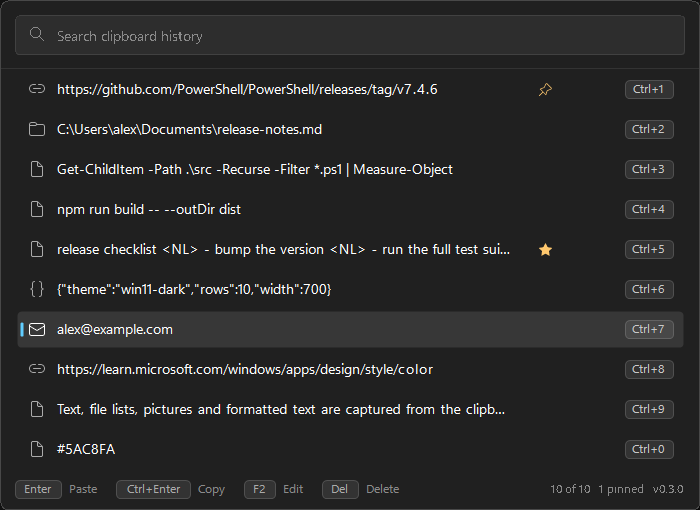 Search clipboard history
https://github.com/PowerShell/PowerShell/releases/tag/v7.4.6 Ctrl+1
C:\Users\alex\Documents\release-notes.md Ctrl+2
Get-ChildItem -Path .\src -Recurse -Filter *.ps1 | Measure-Object Ctrl+3
npm run build -- --outDir dist Ctrl+4
release checklist <NL> - bump the version <NL> - run the full test sui... Ctrl+5
{"theme":"win11-dark","rows":10,"width":700} Ctrl+6
alex@example.com Ctrl+7
https://learn.microsoft.com/windows/apps/design/style/color Ctrl+8
Text, file lists, pictures and formatted text are captured from the clipb... Ctrl+9
#5AC8FA Ctrl+0
Enter Paste Ctrl+Enter Copy F2 Edit Del Delete 10 of 10 1 pinned v0.3.0